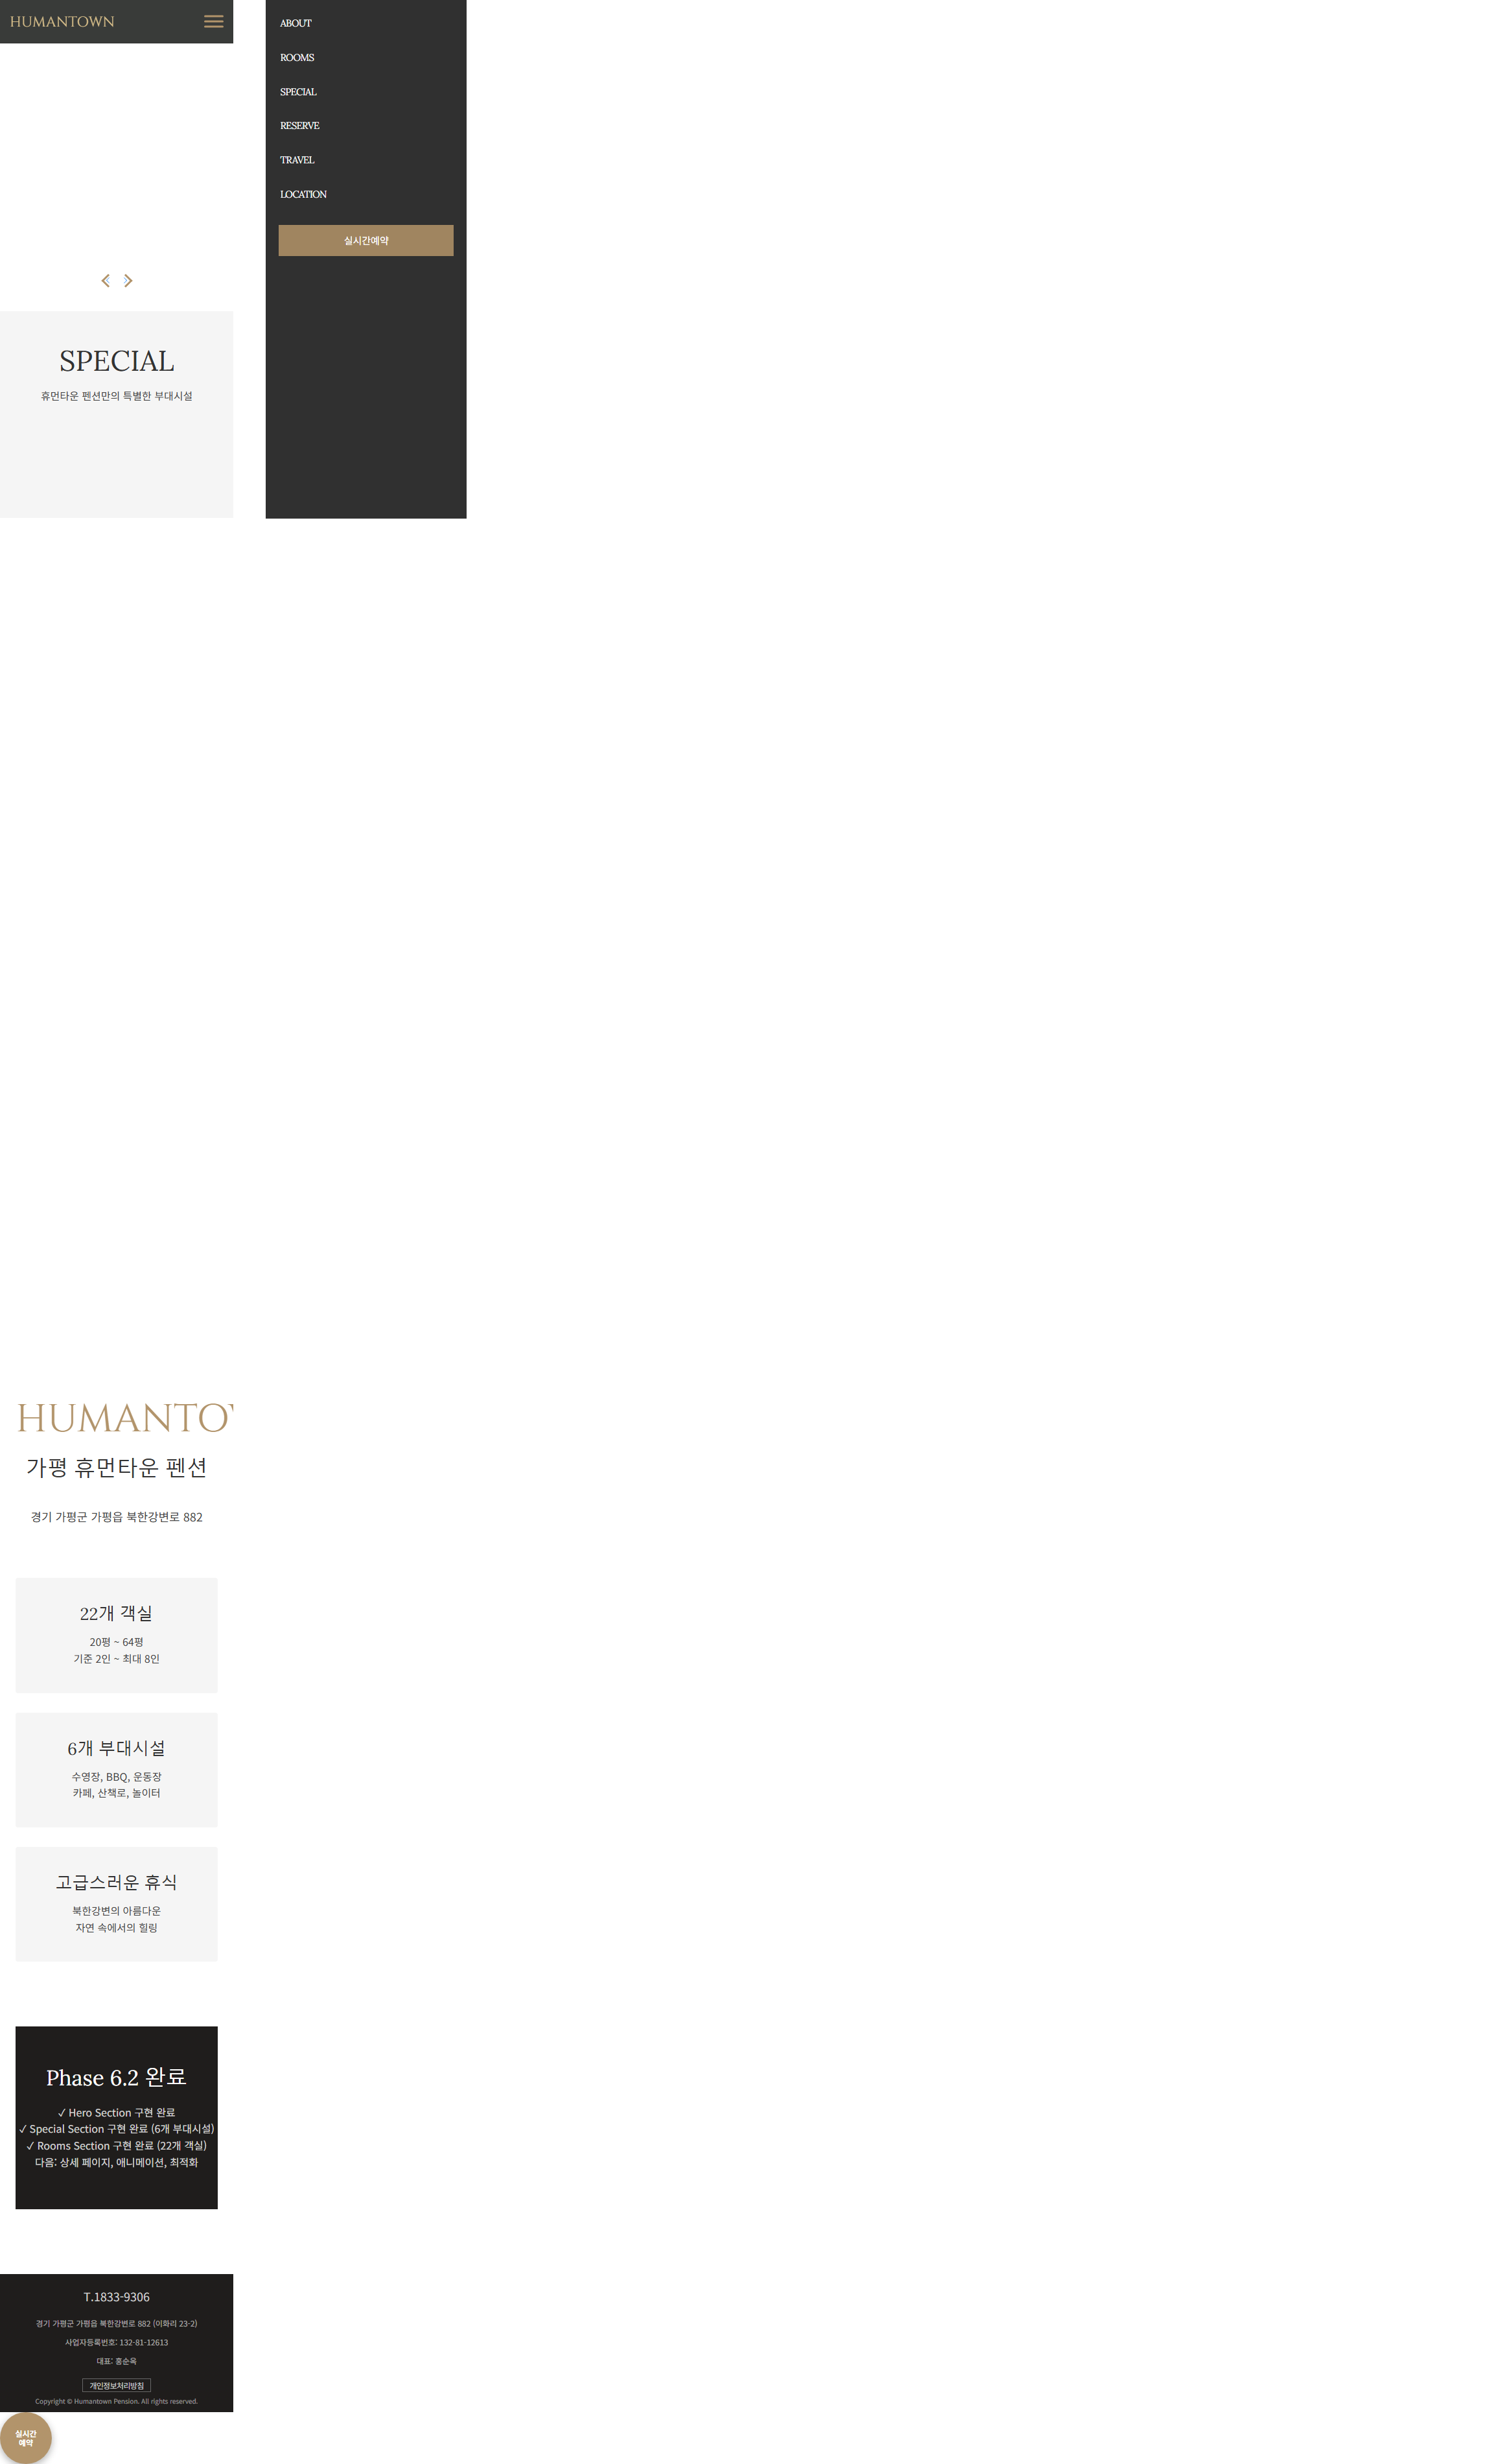 HUMANTOWN
ABOUT
ROOMS
SPECIAL
RESERVE
TRAVEL
LOCATION
실시간예약
SPECIAL
휴먼타운 펜션만의 특별한 부대시설
HUMANTO
가평 휴먼타운 펜션
경기 가평군 가평읍 북한강변로 882
22개 객실
20평 ~ 64평
기준 2인 ~ 최대 8인
6개 부대시설
수영장, BBQ, 운동장
카페, 산책로, 놀이터
고급스러운 휴식
북한강변의 아름다운
자연 속에서의 힐링
Phase 6.2 완료
✓ Hero Section 구현 완료
✓ Special Section 구현 완료 (6개 부대시설)
✓ Rooms Section 구현 완료 (22개 객실)
다음: 상세 페이지, 애니메이션, 최적화
T.1833-9306
경기 가평군 가평읍 북한강변로 882 (이화리 23-2)
사업자등록번호: 132-81-12613
대표: 홍순옥
개인정보처리방침
Copyright © Humantown Pension. All rights reserved.
실시간
예약